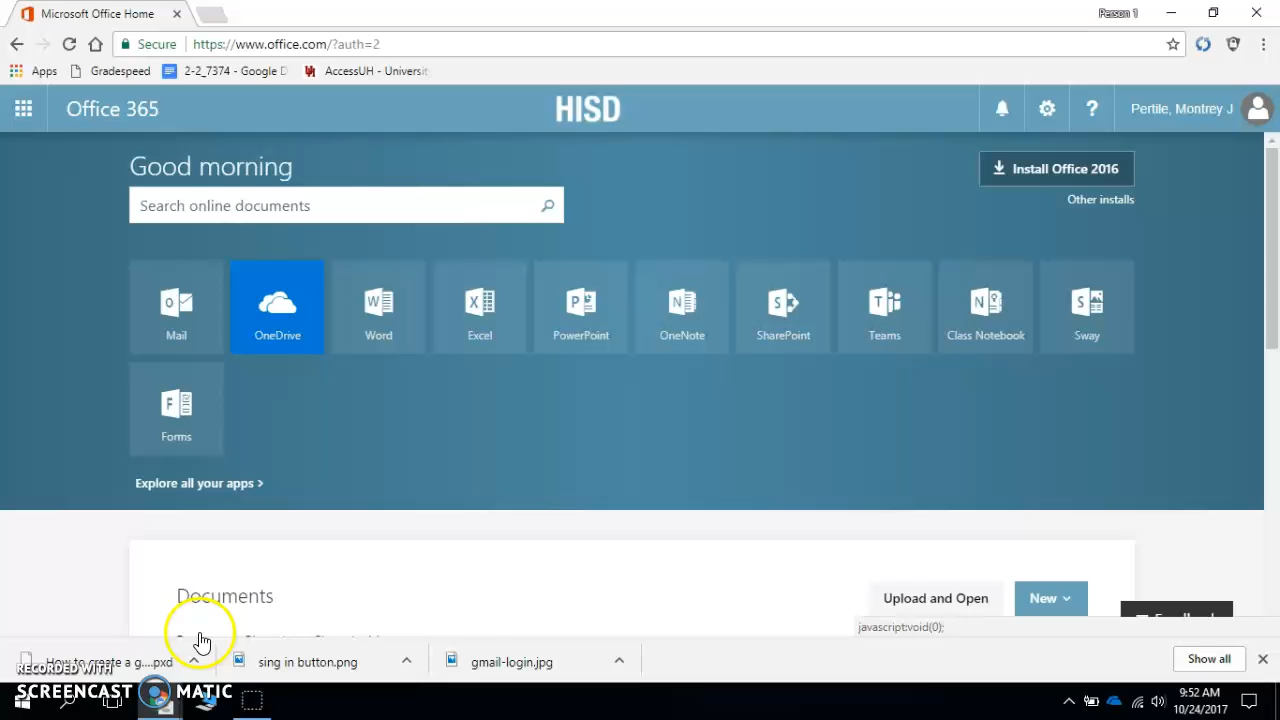 Microsoft Office Home
Person 1
Secure
https://www.office.com/?auth=2
Apps
Gradespeed
2-2_7374 - Google D
AccessUH - Universit
Office 365
HISD
?
Pertile, Montrey J
Good morning
Install Office 2016
Search online documents
Other installs
Mail
OneDrive
Word
Excel
PowerPoint
OneNote
SharePoint
Teams
Class Notebook
Sway
Forms
Explore all your apps >
Documents
Upload and Open
New
javascript:void(0);
How to create a g....pxd
sing in button.png
gmail-login.jpg
Show all
RECORDED WITH
SCREENCAST MATIC
9:52 AM
10/24/2017